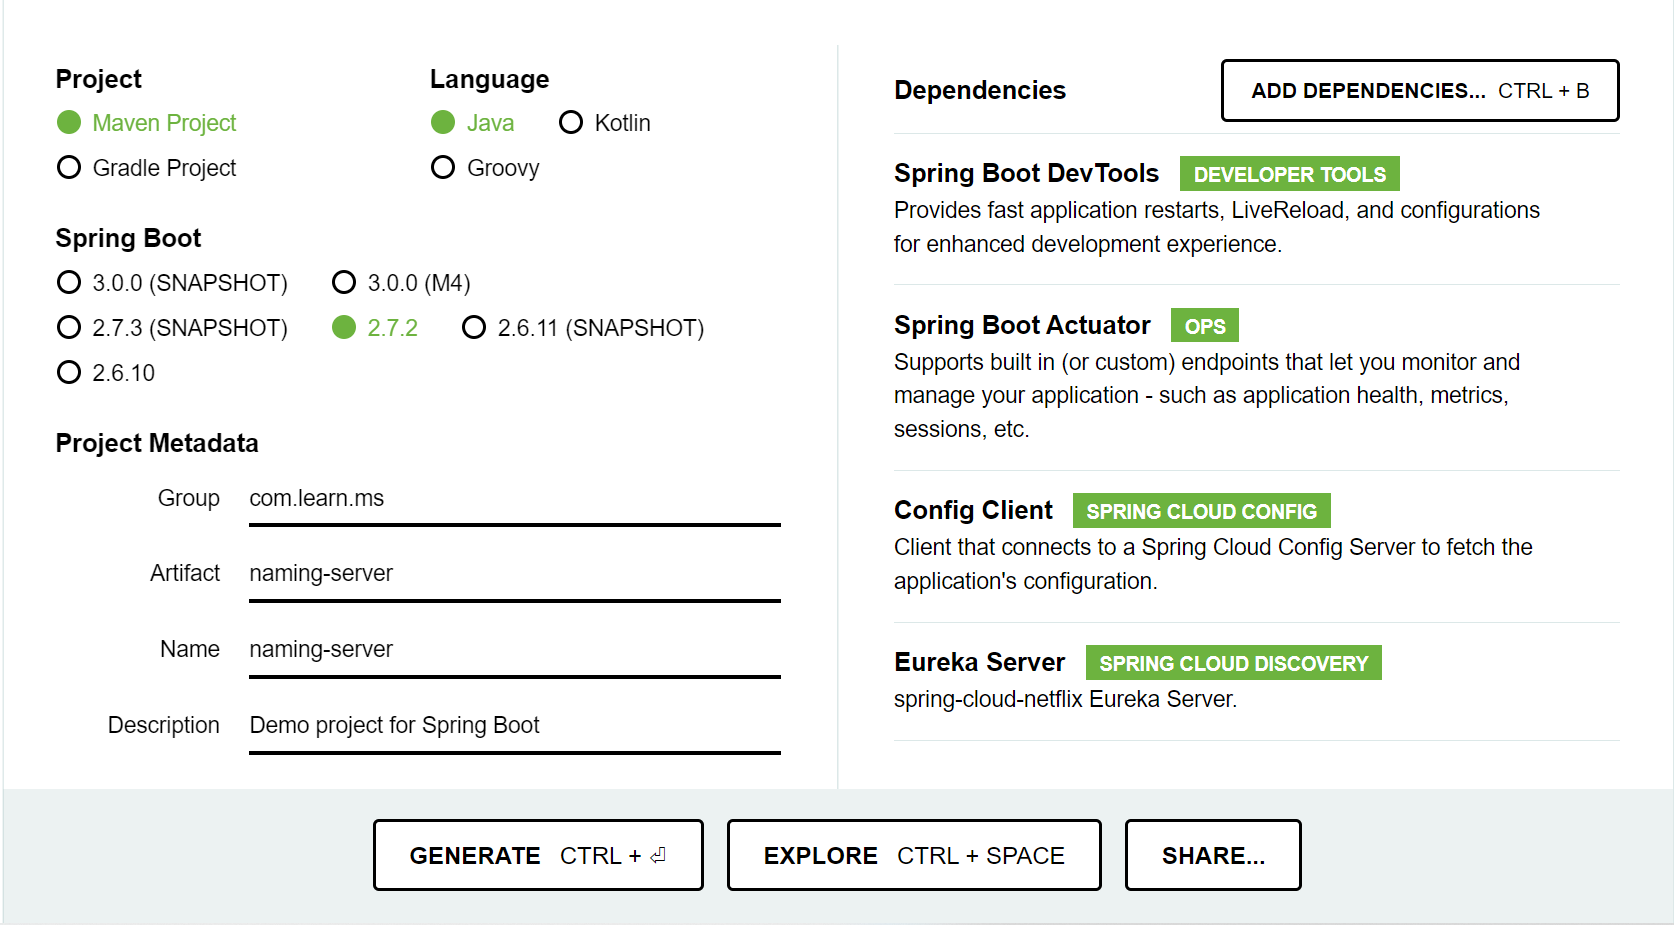 Project
Maven Project
Gradle Project
Language
Java Kotlin
Groovy
Spring Boot
3.0.0 (SNAPSHOT) 3.0.0 (M4)
2.7.3 (SNAPSHOT) 2.7.2 2.6.11 (SNAPSHOT)
2.6.10
Project Metadata
Group com.learn.ms
Artifact naming-server
Name naming-server
Description Demo project for Spring Boot
Dependencies ADD DEPENDENCIES... CTRL + B
Spring Boot DevTools DEVELOPER TOOLS
Provides fast application restarts, LiveReload, and configurations
for enhanced development experience.
Spring Boot Actuator OPS
Supports built in (or custom) endpoints that let you monitor and
manage your application - such as application health, metrics,
sessions, etc.
Config Client SPRING CLOUD CONFIG
Client that connects to a Spring Cloud Config Server to fetch the
application's configuration.
Eureka Server SPRING CLOUD DISCOVERY
spring-cloud-netflix Eureka Server.
GENERATE CTRL + ⏎ EXPLORE CTRL + SPACE SHARE...